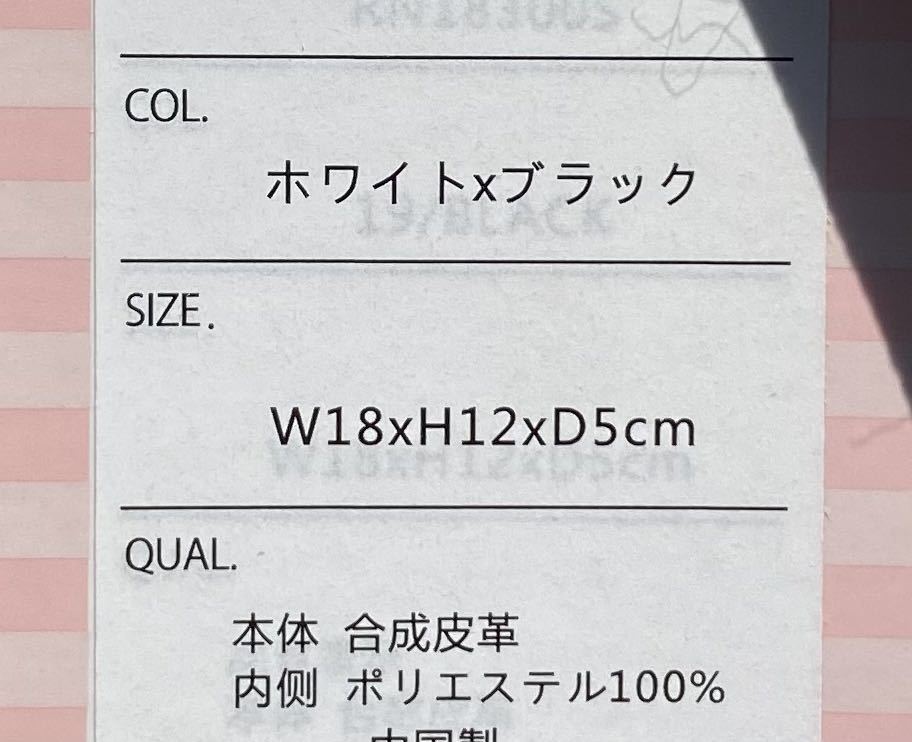 COL.
ホワイトxブラック
SIZE.
W18xH12xD5cm
QUAL.
本体 合成皮革
内侧 ポリエステル100%